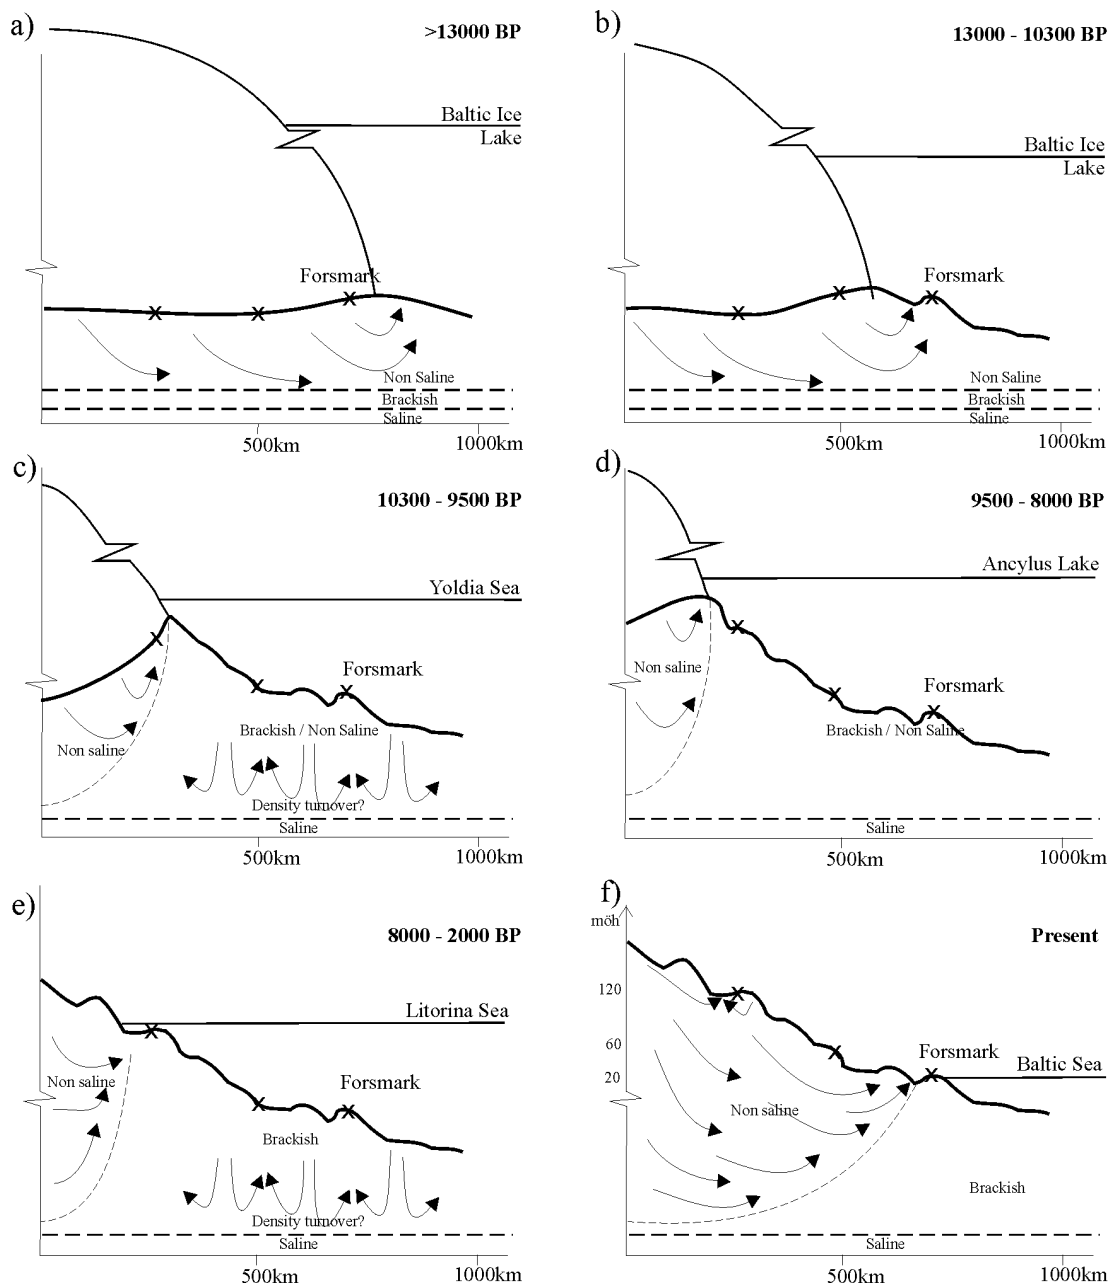 a)
>13000 BP
Baltic Ice
Lake
Forsmark
Non Saline
Brackish
Saline
500km
1000km
b)
13000 - 10300 BP
Baltic Ice
Lake
Forsmark
Non Saline
Brackish
Saline
500km
1000km
c)
10300 - 9500 BP
Yoldia Sea
Forsmark
Brackish / Non Saline
Non saline
Density turnover?
Saline
500km
1000km
d)
9500 - 8000 BP
Ancylus Lake
Non saline
Forsmark
Brackish / Non Saline
Saline
500km
1000km
e)
8000 - 2000 BP
Litorina Sea
Non saline
Forsmark
Brackish
Density turnover?
Saline
500km
1000km
f)
möh
Present
120
60
Forsmark
Baltic Sea
20
Non saline
Brackish
Saline
500km
1000km